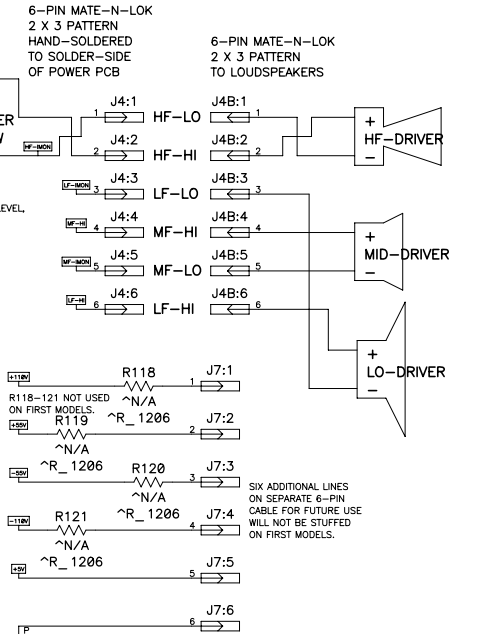 6-PIN MATE-N-LOK
2 X 3 PATTERN
HAND-SOLDERED
TO SOLDER-SIDE
OF POWER PCB
6-PIN MATE-N-LOK
2 X 3 PATTERN
TO LOUDSPEAKERS
J4:1
J4B:1
1
HF-LO
1
+
ER
W
HF-IMON
J4:2
J4B:2
HF-DRIVER
2
HF-HI
2
-
J4:3
J4B:3
LF-IMON
3
LF-LO
3
EVEL,
J4:4
J4B:4
MF-HI
4
MF-HI
4
+
MID-DRIVER
J4:5
J4B:5
MF-IMON
5
MF-LO
5
-
J4:6
J4B:6
LF-HI
6
LF-HI
6
+
LO-DRIVER
-
+110V
R118
1
J7:1
^N/A
^R_1206
R118-121 NOT USED
ON FIRST MODELS.
+55V
R119
2
J7:2
^N/A
^R_1206
-55V
R120
3
J7:3
^N/A
^R_1206
SIX ADDITIONAL LINES
ON SEPARATE 6-PIN
CABLE FOR FUTURE USE
WILL NOT BE STUFFED
ON FIRST MODELS.
-110V
R121
4
J7:4
^N/A
^R_1206
+5V
5
J7:5
J7:6
6
P